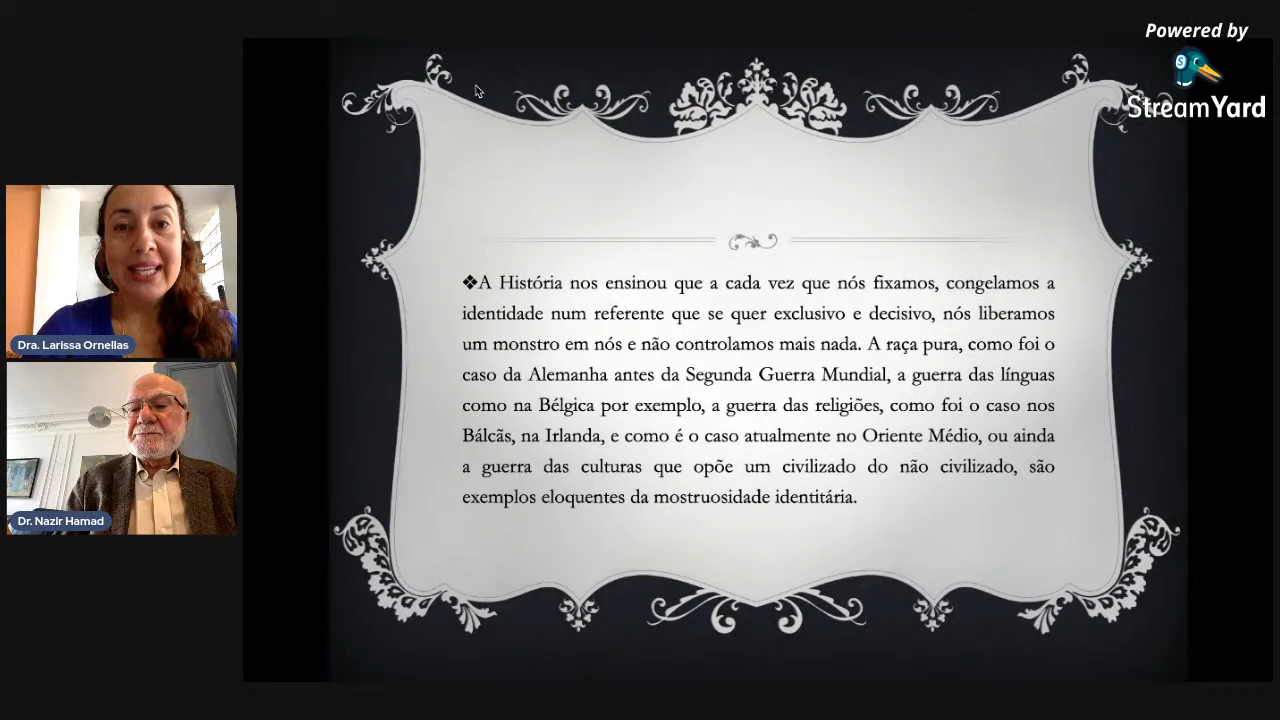 Powered by
StreamYard
❖A História nos ensinou que a cada vez que nós fixamos, congelamos a
identidade num referente que se quer exclusivo e decisivo, nós liberamos
um monstro em nós e não controlamos mais nada. A raça pura, como foi o
caso da Alemanha antes da Segunda Guerra Mundial, a guerra das línguas
como na Bélgica por exemplo, a guerra das religiões, como foi o caso nos
Bálcãs, na Irlanda, e como é o caso atualmente no Oriente Médio, ou ainda
a guerra das culturas que opõe um civilizado do não civilizado, são
exemplos eloquentes da mostruosidade identitária.
Dra. Larissa Ornellas
Dr. Nazir Hamad